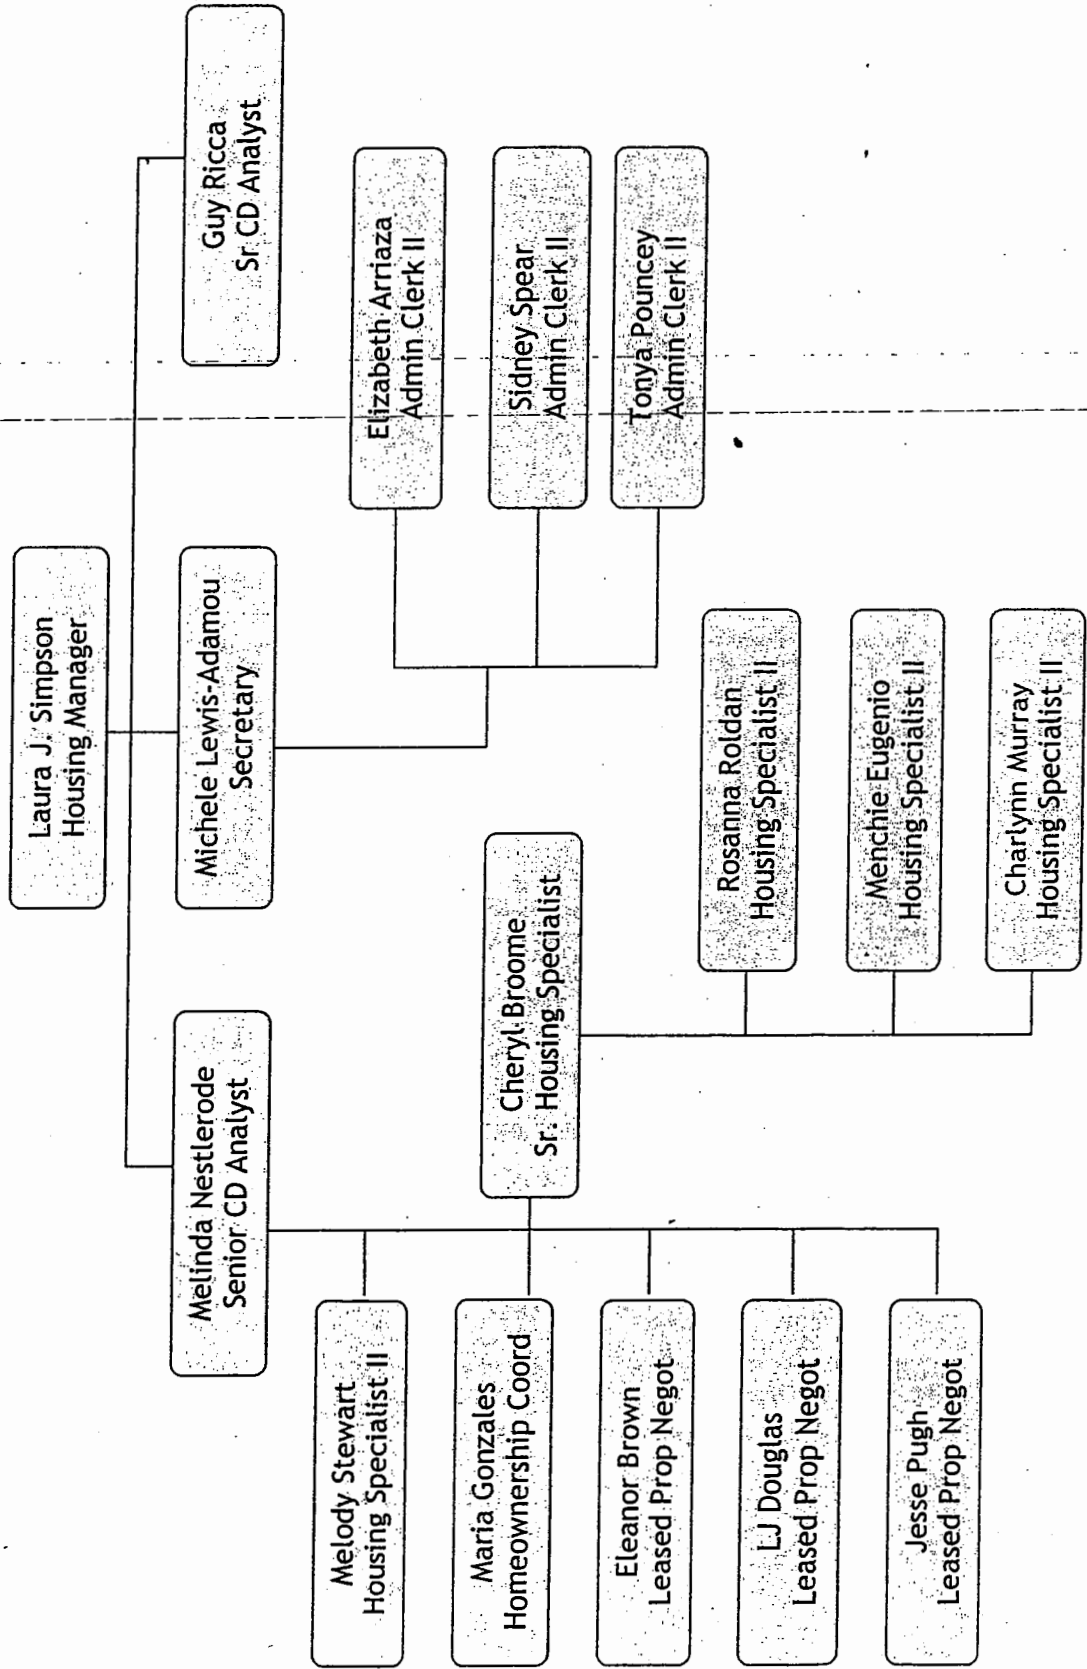 Laura J. Simpson
Housing Manager
Melinda Nestlerode
Senior CD Analyst
Michele Lewis-Adamou
Secretary
Guy Ricca
Sr CD Analyst
Melody Stewart
Housing Specialist II
Maria Gonzales
Homeownership Coord
Eleanor Brown
Leased Prop Negot
LJ Douglas
Leased Prop Negot
Jesse Pugh
Leased Prop Negot
Cheryl Broome
Sr. Housing Specialist
Rosanna Roldan
Housing Specialist II
Menchie Eugenio
Housing Specialist II
Charlynn Murray
Housing Specialist II
Elizabeth Arriaza
Admin Clerk II
Sidney Spear
Admin Clerk II
Tonya Pouncey
Admin Clerk II